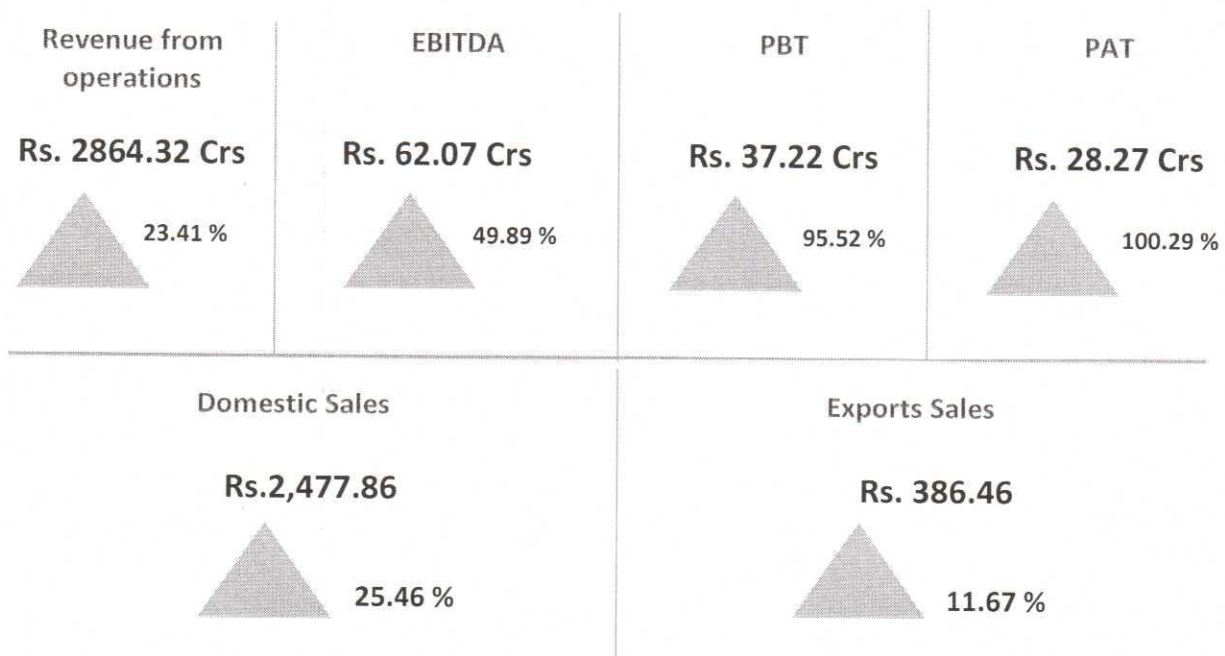 Revenue from
operations
Rs. 2864.32 Crs
23.41 %
EBITDA
Rs. 62.07 Crs
49.89 %
PBT
Rs. 37.22 Crs
95.52 %
PAT
Rs. 28.27 Crs
100.29 %
Domestic Sales
Rs.2,477.86
25.46 %
Exports Sales
Rs. 386.46
11.67 %